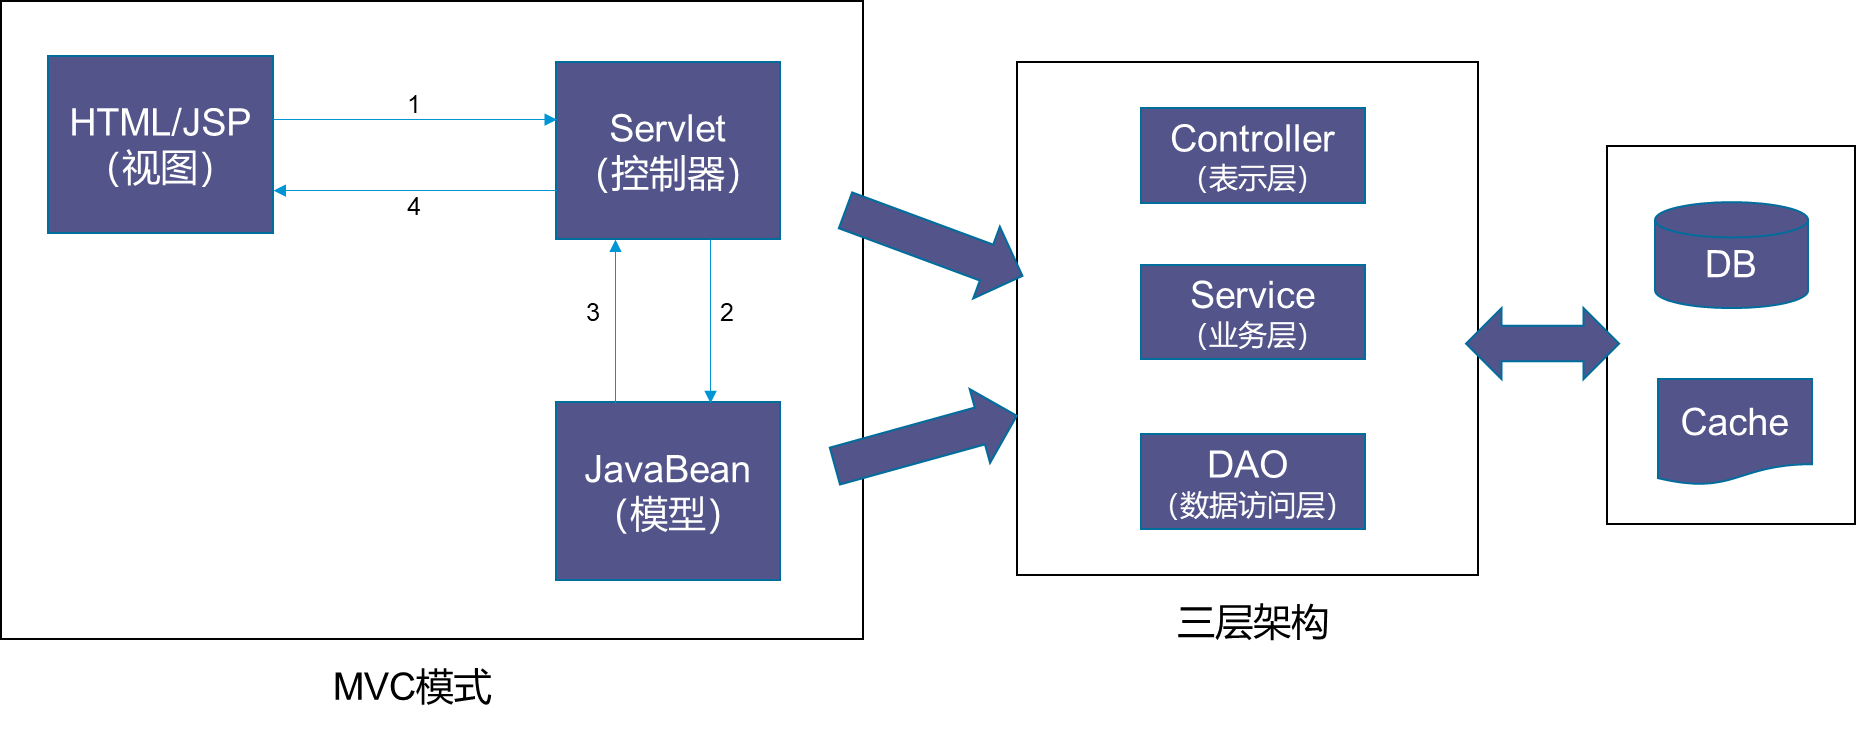 HTML/JSP
（视图）
1
4
Servlet
（控制器）
3
2
JavaBean
（模型）
MVC模式
Controller
（表示层）
Service
（业务层）
DAO
（数据访问层）
三层架构
DB
Cache